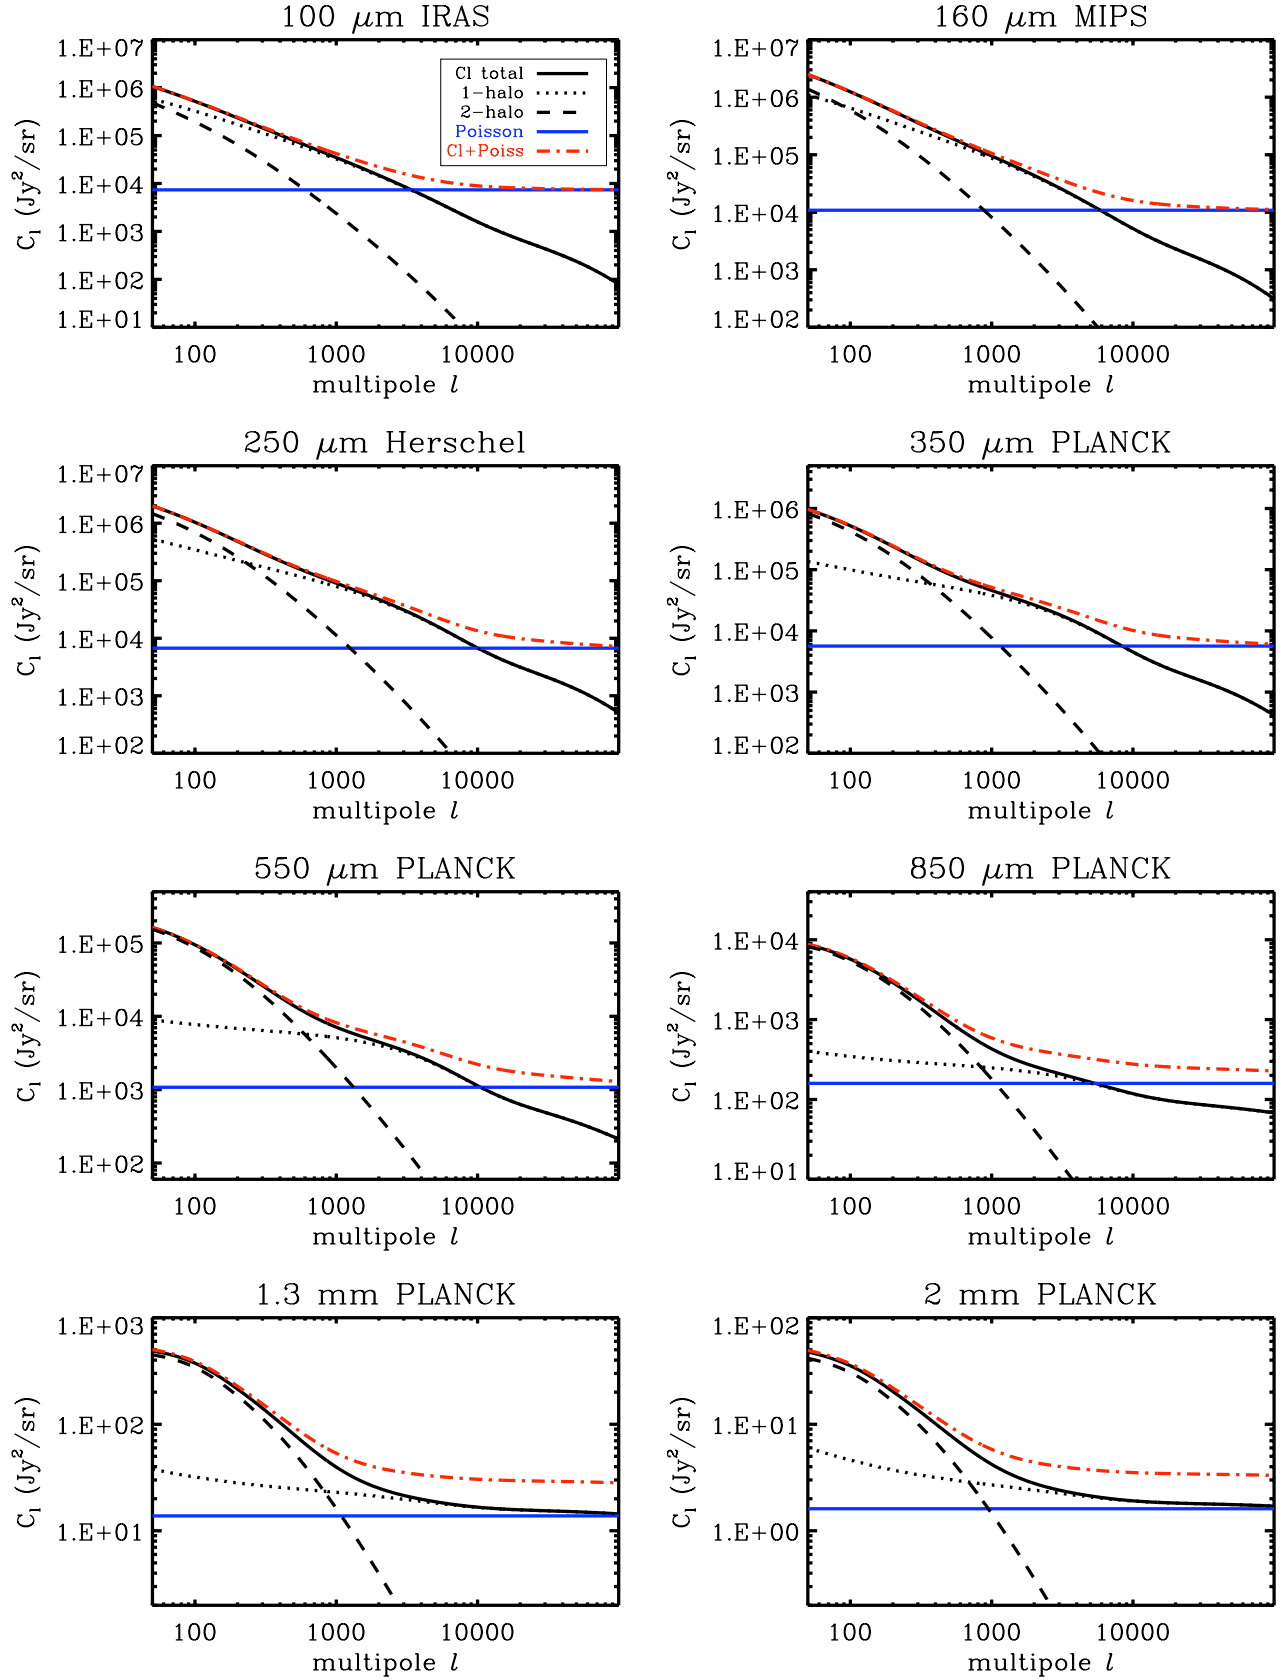 100 μm IRAS
1.E+07
1.E+06
1.E+05
1.E+04
1.E+03
1.E+02
1.E+01
C_l (Jy²/sr)
Cl total
1-halo
2-halo
Poisson
Cl+Poiss
100 1000 10000
multipole l
160 μm MIPS
1.E+07
1.E+06
1.E+05
1.E+04
1.E+03
1.E+02
C_l (Jy²/sr)
100 1000 10000
multipole l
250 μm Herschel
1.E+07
1.E+06
1.E+05
1.E+04
1.E+03
1.E+02
C_l (Jy²/sr)
100 1000 10000
multipole l
350 μm PLANCK
1.E+06
1.E+05
1.E+04
1.E+03
1.E+02
C_l (Jy²/sr)
100 1000 10000
multipole l
550 μm PLANCK
1.E+05
1.E+04
1.E+03
1.E+02
C_l (Jy²/sr)
100 1000 10000
multipole l
850 μm PLANCK
1.E+04
1.E+03
1.E+02
1.E+01
C_l (Jy²/sr)
100 1000 10000
multipole l
1.3 mm PLANCK
1.E+03
1.E+02
1.E+01
C_l (Jy²/sr)
100 1000 10000
multipole l
2 mm PLANCK
1.E+02
1.E+01
1.E+00
C_l (Jy²/sr)
100 1000 10000
multipole l